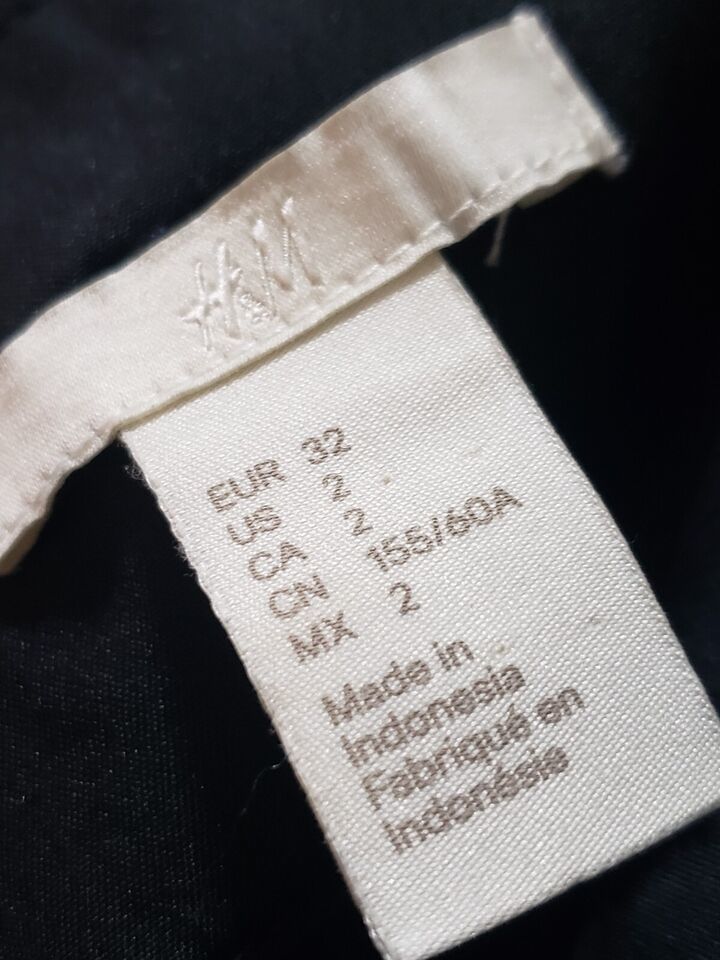 H&M
EUR 32
US 2
CA 2
CN 155/60A
MX 2
Made in
Indonesia
Fabriqué en
Indonésie